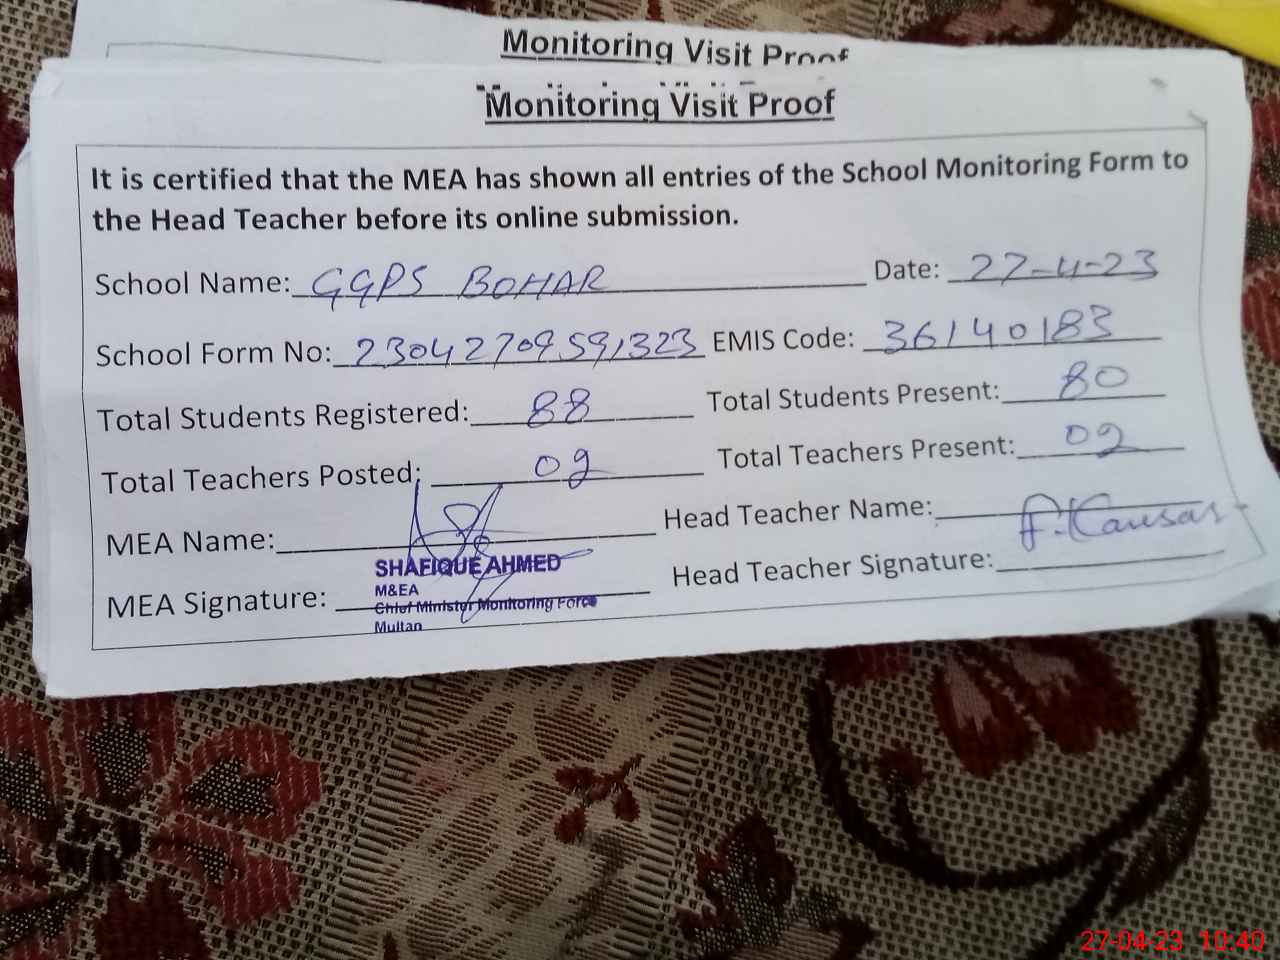 Monitoring Visit Proof
Monitoring Visit Proof
It is certified that the MEA has shown all entries of the School Monitoring Form to
the Head Teacher before its online submission.
School Name: GGPS BOHAR Date: 27-4-23
School Form No: 23042709591323 EMIS Code: 36140183
Total Students Registered: 88 Total Students Present: 80
Total Teachers Posted: 02 Total Teachers Present: 02
MEA Name: Head Teacher Name: F. Kausar
SHAFIQUE AHMED
M&EA
MEA Signature: Head Teacher Signature:
Chief Minister Monitoring Force
Multan
27-04-23 10:40